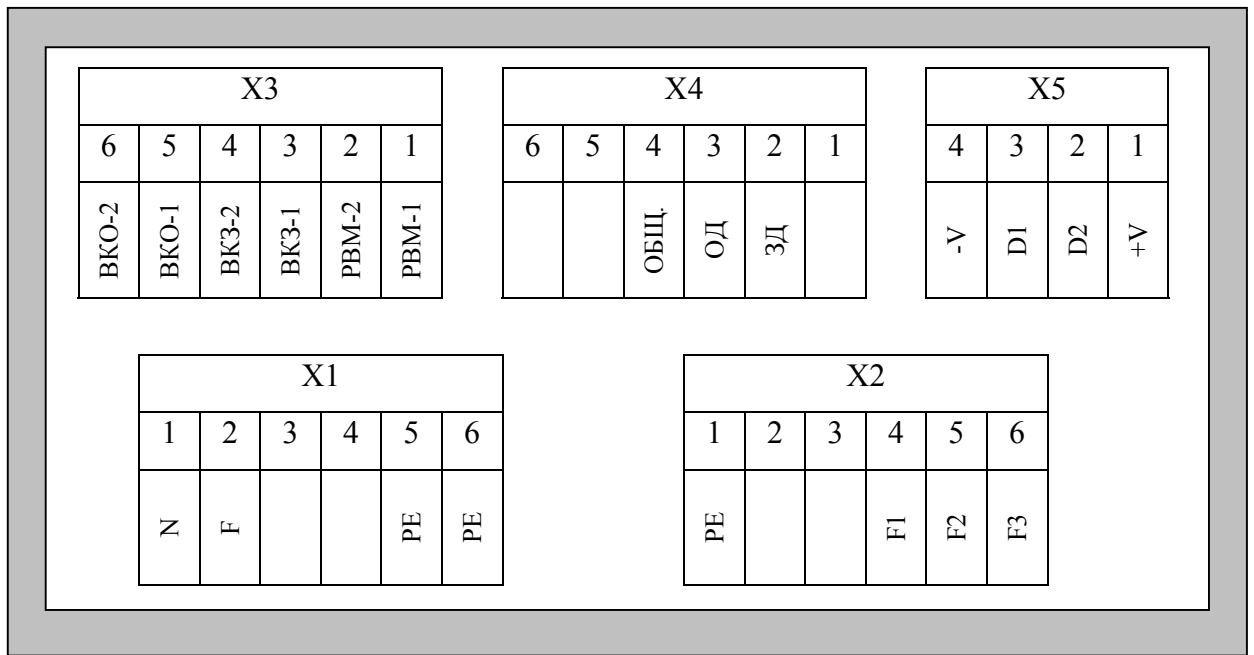 X3 X4 X5
6 5 4 3 2 1 6 5 4 3 2 1 4 3 2 1
ВКО-2 ВКО-1 ВКЗ-2 ВКЗ-1 РВМ-2 РВМ-1 ОБЩ. ОД ЗД -V D1 D2 +V
X1 X2
1 2 3 4 5 6 1 2 3 4 5 6
N F PE PE PE F1 F2 F3